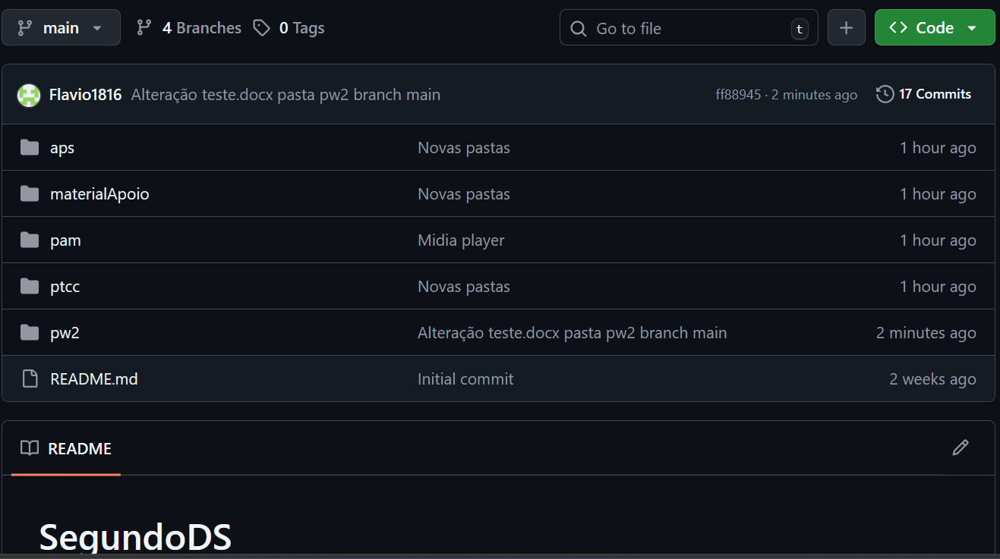 main 4 Branches 0 Tags Go to file t Code
Flavio1816 Alteração teste.docx pasta pw2 branch main ff88945 · 2 minutes ago 17 Commits
aps Novas pastas 1 hour ago
materialApoio Novas pastas 1 hour ago
pam Midia player 1 hour ago
ptcc Novas pastas 1 hour ago
pw2 Alteração teste.docx pasta pw2 branch main 2 minutes ago
README.md Initial commit 2 weeks ago
README
SegundoDS